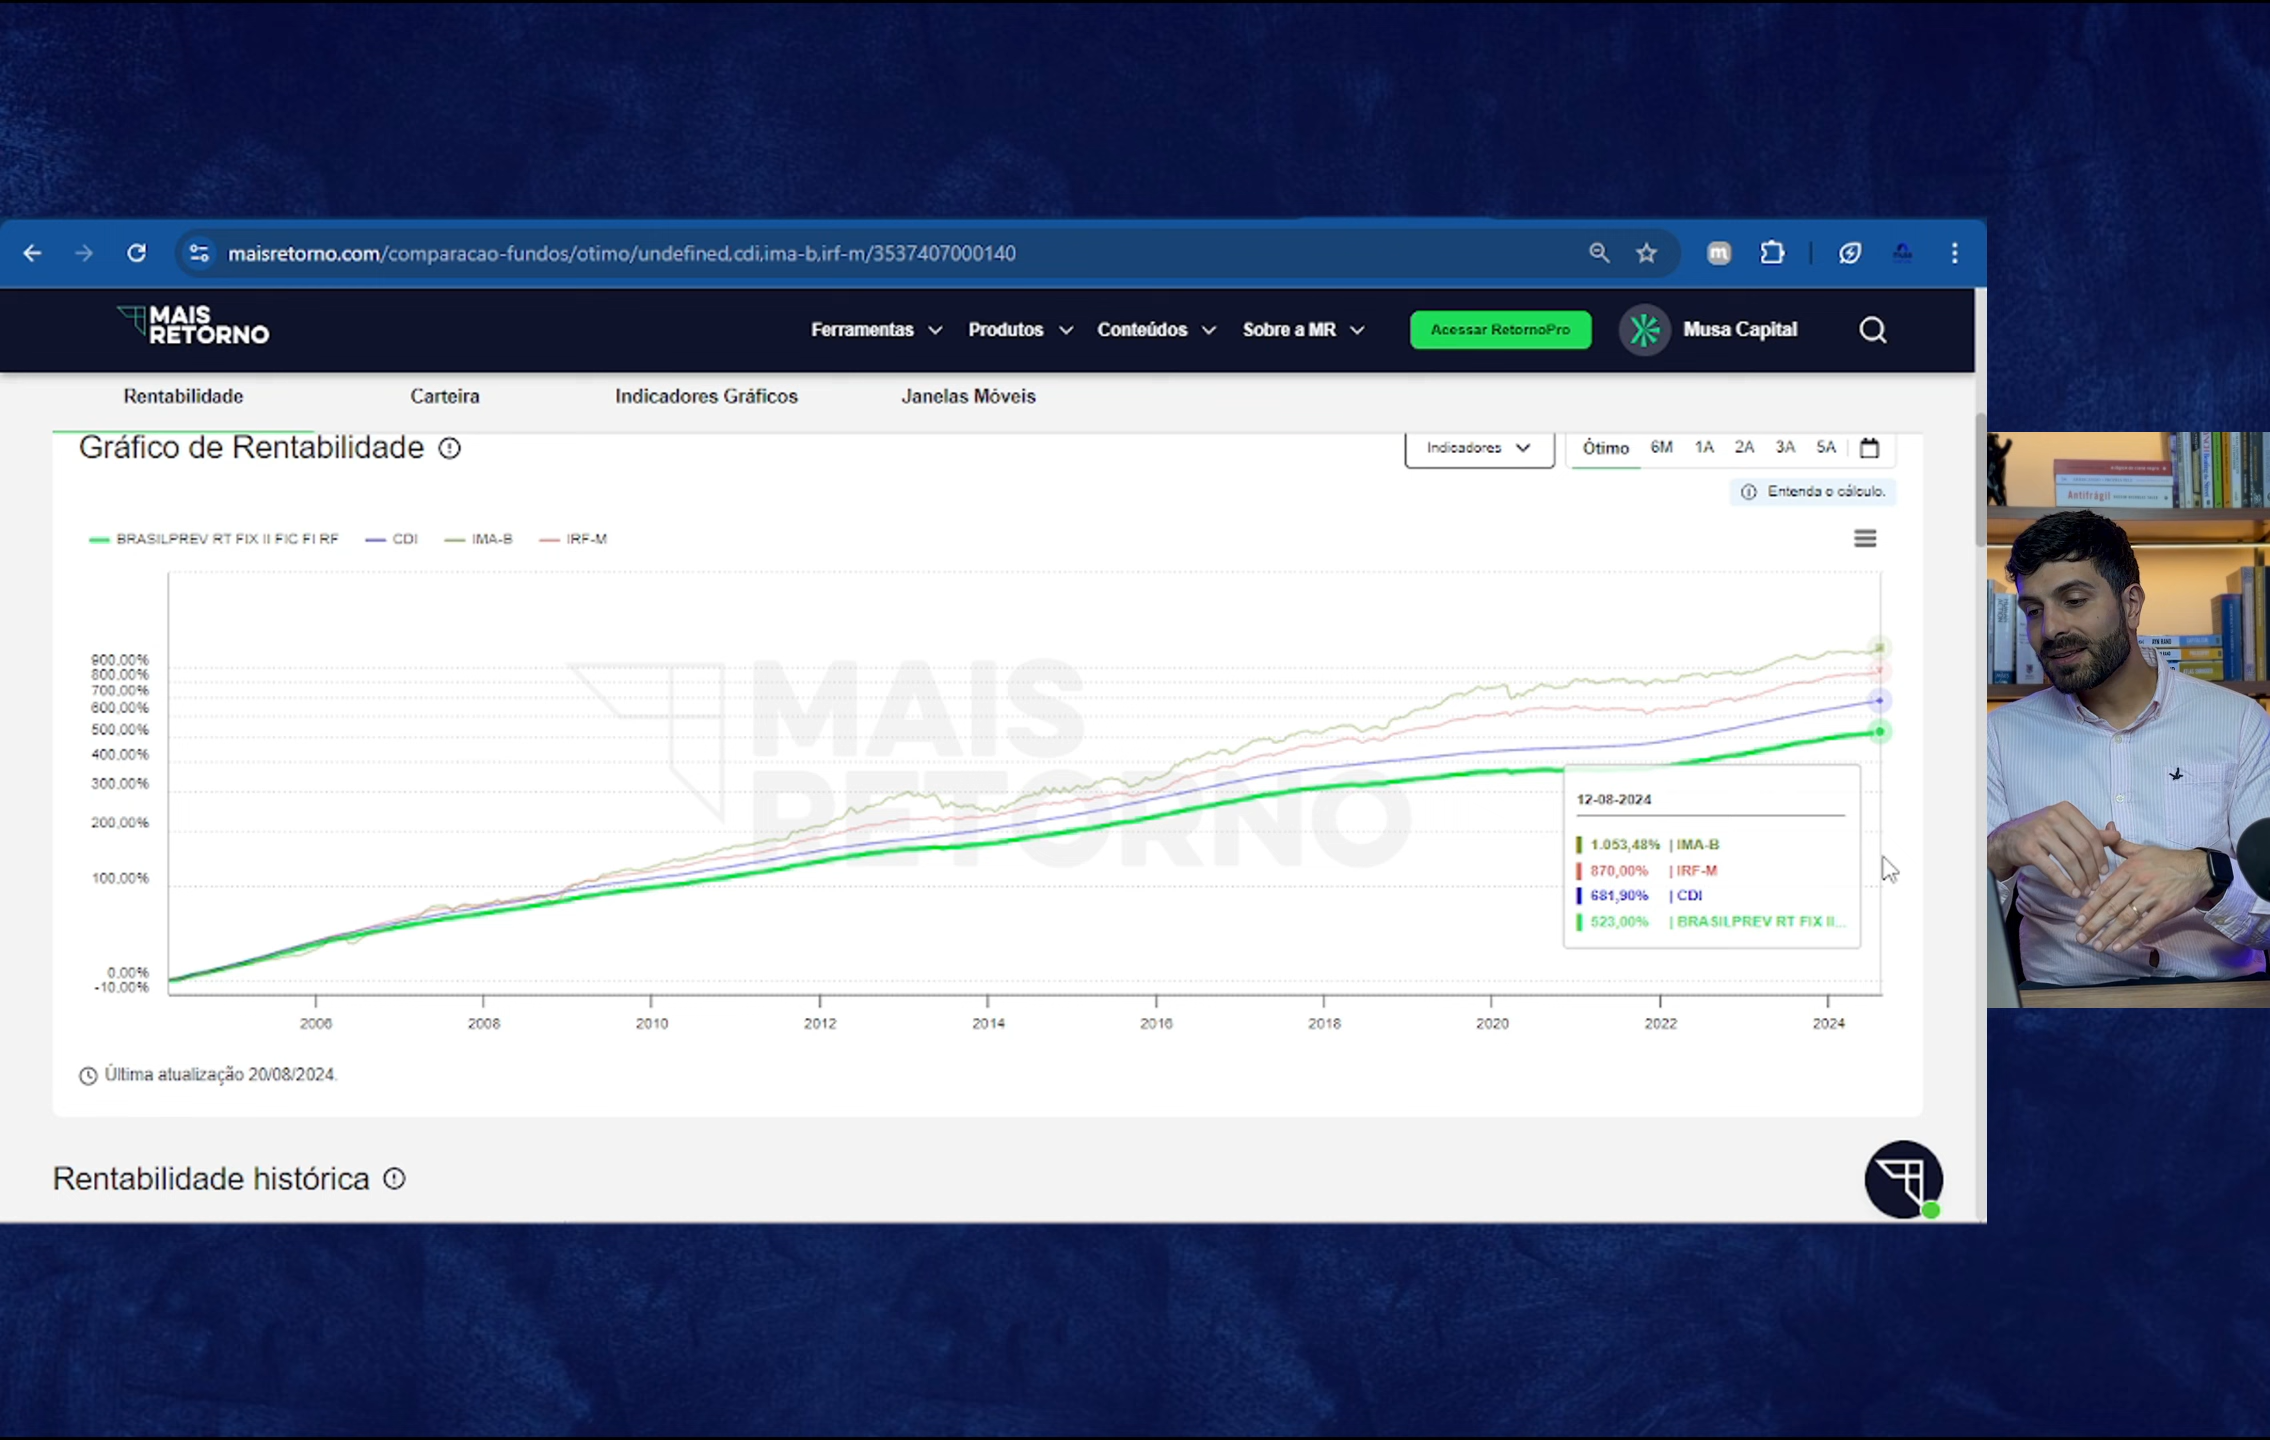 maisretorno.com/comparacao-fundos/otimo/undefined,cdi,ima-b,irf-m/3537407000140
m
MAIS
RETORNO
Ferramentas Produtos Conteúdos Sobre a MR Acessar RetornoPro Musa Capital
Rentabilidade Carteira Indicadores Gráficos Janelas Móveis
Gráfico de Rentabilidade
Indicadores Ótimo 6M 1A 2A 3A 5A
Entenda o cálculo.
BRASILPREV RT FIX II FIC FI RF CDI IMA-B IRF-M
MAIS
RETORNO
900.00%
800.00%
700.00%
600.00%
500.00%
400.00%
300.00%
200.00%
100.00%
0.00%
-10.00%
12-08-2024
1.053,48% | IMA-B
870,00% | IRF-M
681,90% | CDI
523,00% | BRASILPREV RT FIX II...
2006 2008 2010 2012 2014 2016 2018 2020 2022 2024
Última atualização 20/08/2024.
Rentabilidade histórica
Antifrágil